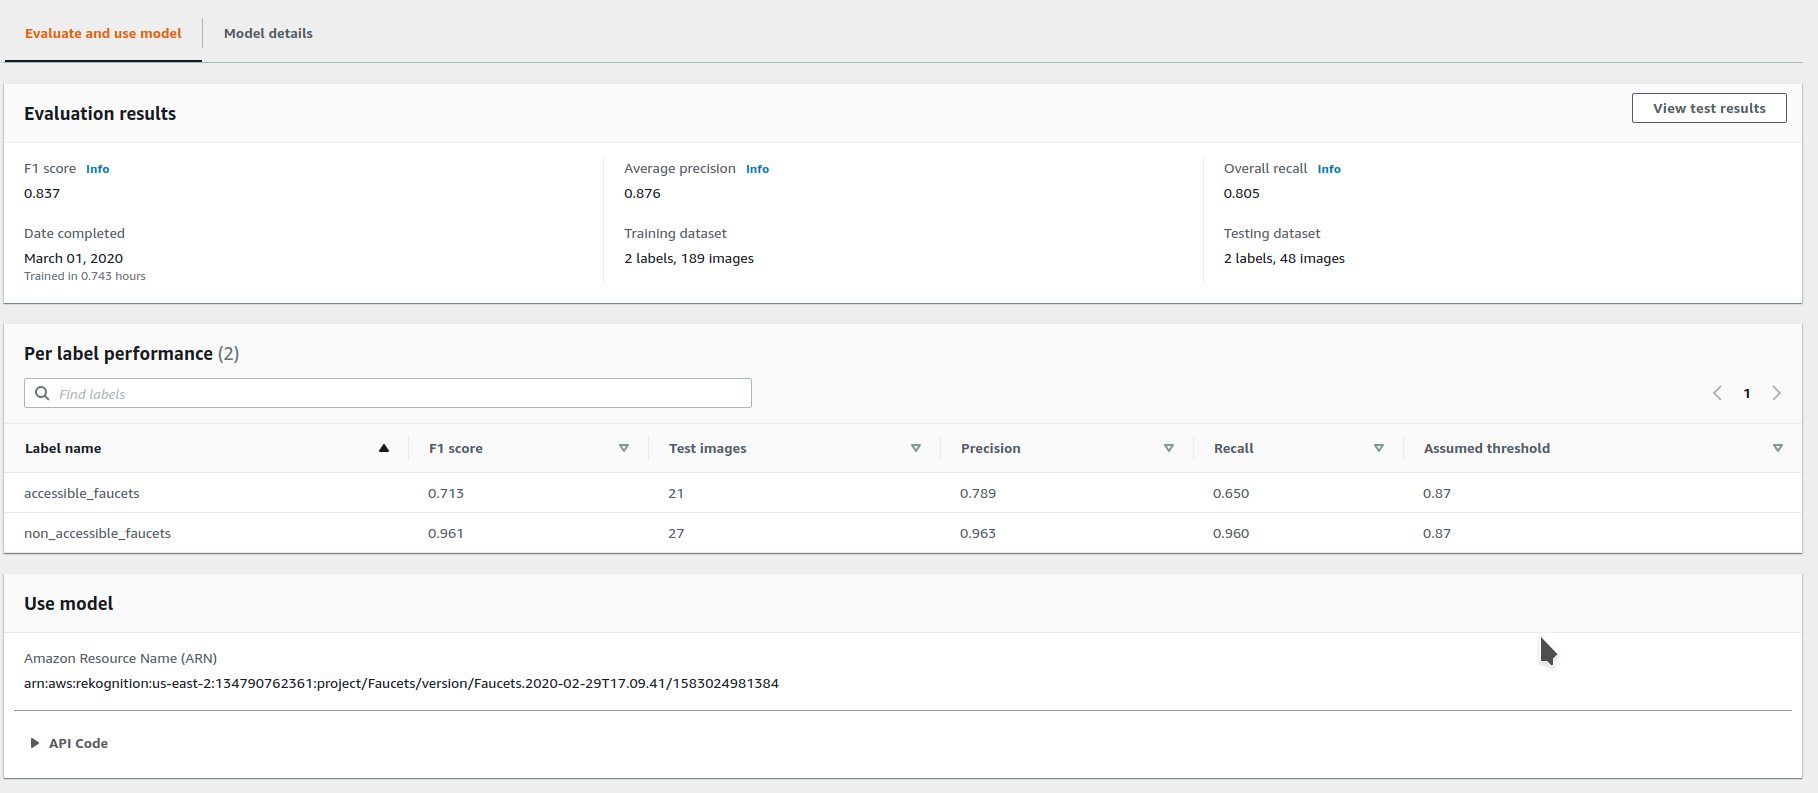 Evaluate and use model
Model details
Evaluation results
View test results
F1 score Info
0.837
Average precision Info
0.876
Overall recall Info
0.805
Date completed
March 01, 2020
Trained in 0.743 hours
Training dataset
2 labels, 189 images
Testing dataset
2 labels, 48 images
Per label performance (2)
Find labels
1
Label name F1 score Test images Precision Recall Assumed threshold
accessible_faucets 0.713 21 0.789 0.650 0.87
non_accessible_faucets 0.961 27 0.963 0.960 0.87
Use model
Amazon Resource Name (ARN)
arn:aws:rekognition:us-east-2:134790762361:project/Faucets/version/Faucets.2020-02-29T17.09.41/1583024981384
API Code